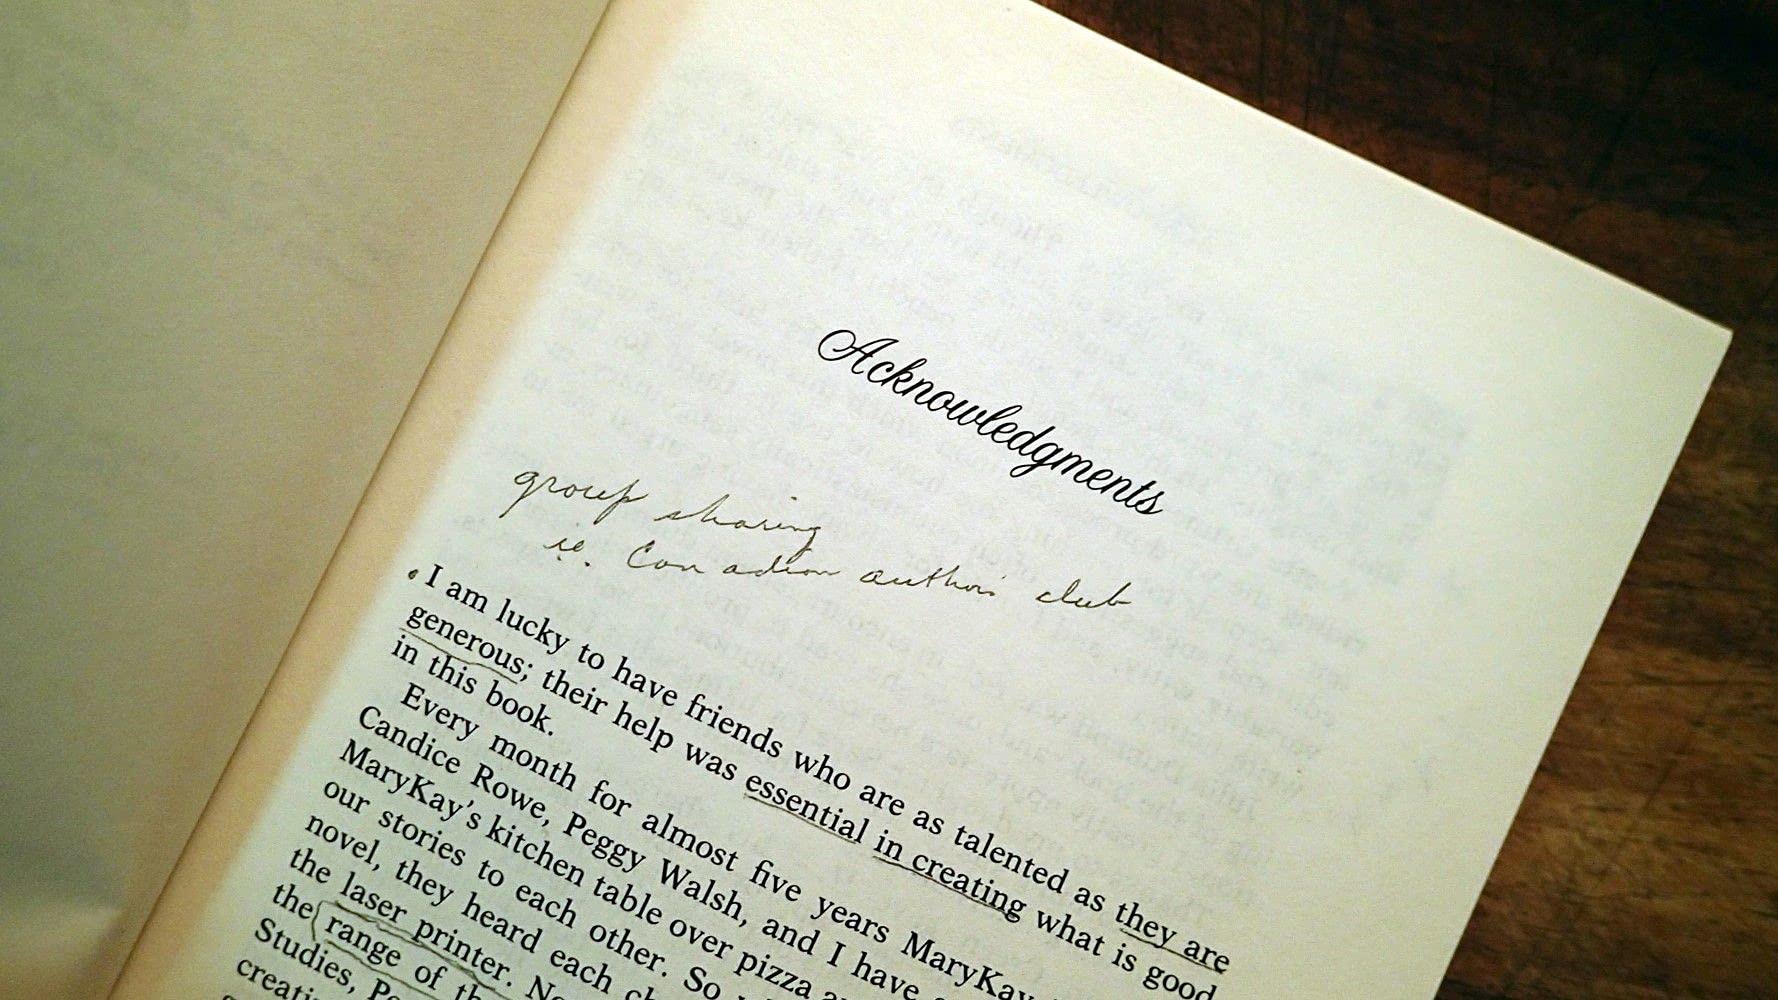 Acknowledgments
group sharing
ie. Canadian author's club
I am lucky to have friends who are as talented as they are
generous; their help was essential in creating what is good
in this book.
Every month for almost five years MaryKay
Candice Rowe, Peggy Walsh, and I have
MaryKay's kitchen table over pizza
our stories to each other. So
novel, they heard each
the laser printer.
the range of
Studies,